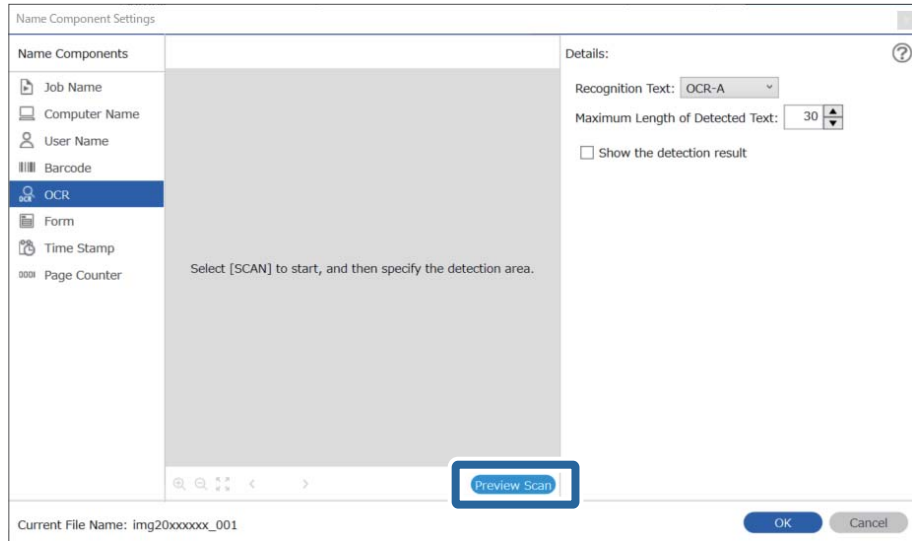 Name Component Settings
Name Components
Job Name
Computer Name
User Name
Barcode
OCR
OCR
Form
Time Stamp
0001 Page Counter
Select [SCAN] to start, and then specify the detection area.
Preview Scan
Details:
?
Recognition Text: OCR-A
Maximum Length of Detected Text: 30
Show the detection result
Current File Name: img20xxxxxx_001
OK
Cancel